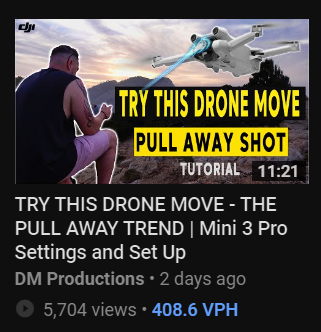 dji
TRY THIS DRONE MOVE
PULL AWAY SHOT
TUTORIAL
11:21
TRY THIS DRONE MOVE - THE
PULL AWAY TREND | Mini 3 Pro
Settings and Set Up
DM Productions • 2 days ago
5,704 views • 408.6 VPH